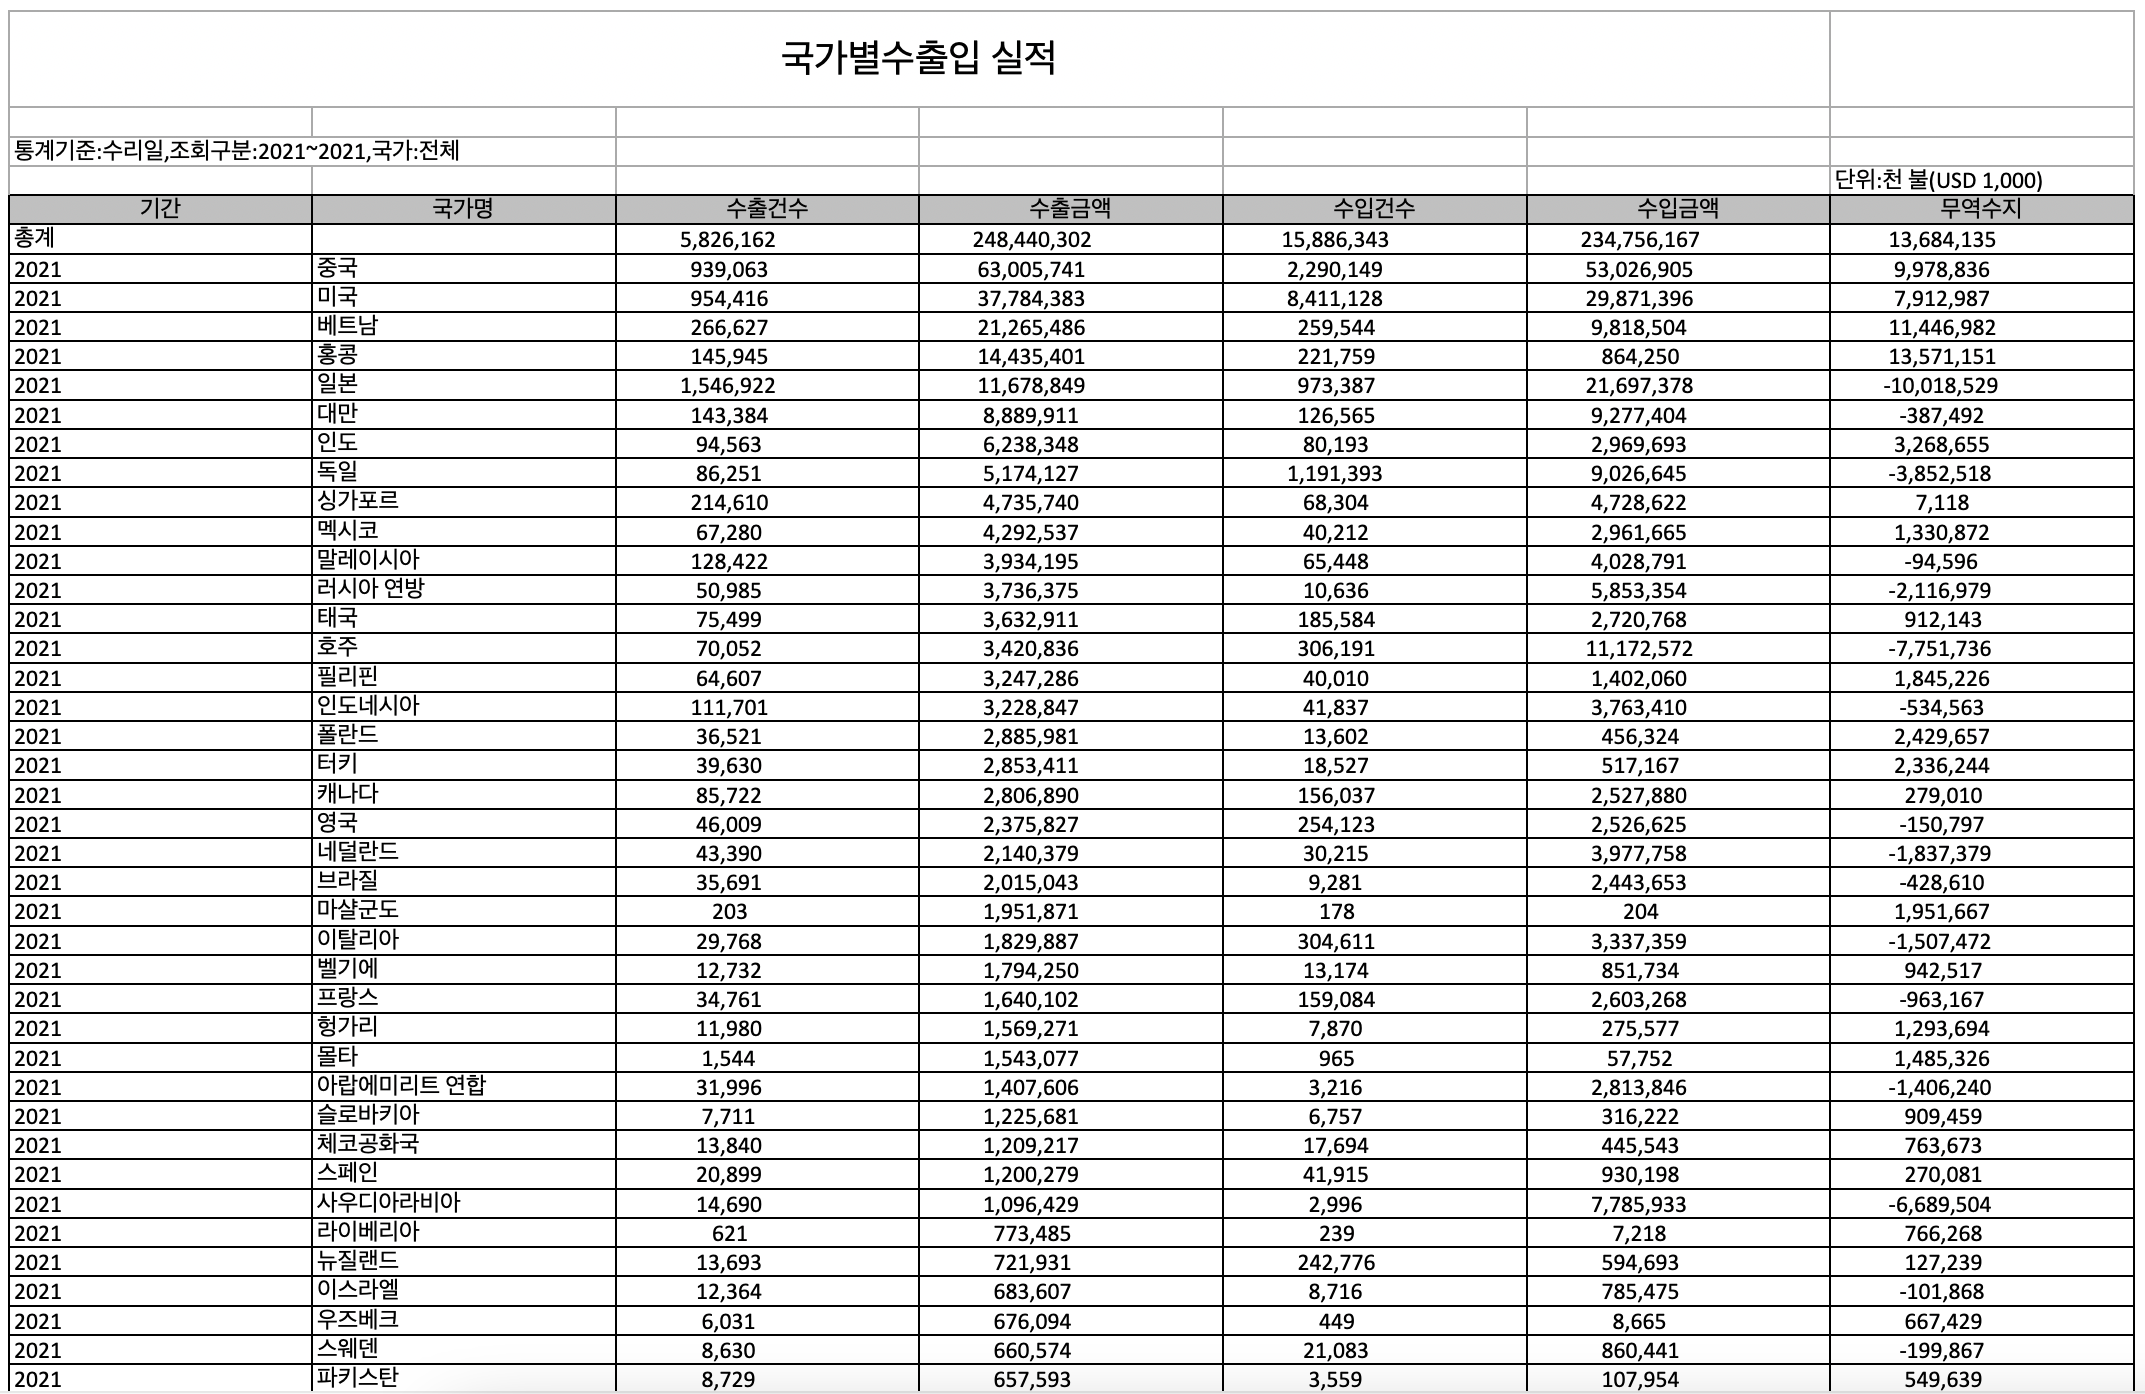 국가별수출입 실적
통계기준:수리일,조회구분:2021~2021,국가:전체
단위:천 불(USD 1,000)
기간 국가명 수출건수 수출금액 수입건수 수입금액 무역수지
총계 5,826,162 248,440,302 15,886,343 234,756,167 13,684,135
2021 중국 939,063 63,005,741 2,290,149 53,026,905 9,978,836
2021 미국 954,416 37,784,383 8,411,128 29,871,396 7,912,987
2021 베트남 266,627 21,265,486 259,544 9,818,504 11,446,982
2021 홍콩 145,945 14,435,401 221,759 864,250 13,571,151
2021 일본 1,546,922 11,678,849 973,387 21,697,378 -10,018,529
2021 대만 143,384 8,889,911 126,565 9,277,404 -387,492
2021 인도 94,563 6,238,348 80,193 2,969,693 3,268,655
2021 독일 86,251 5,174,127 1,191,393 9,026,645 -3,852,518
2021 싱가포르 214,610 4,735,740 68,304 4,728,622 7,118
2021 멕시코 67,280 4,292,537 40,212 2,961,665 1,330,872
2021 말레이시아 128,422 3,934,195 65,448 4,028,791 -94,596
2021 러시아 연방 50,985 3,736,375 10,636 5,853,354 -2,116,979
2021 태국 75,499 3,632,911 185,584 2,720,768 912,143
2021 호주 70,052 3,420,836 306,191 11,172,572 -7,751,736
2021 필리핀 64,607 3,247,286 40,010 1,402,060 1,845,226
2021 인도네시아 111,701 3,228,847 41,837 3,763,410 -534,563
2021 폴란드 36,521 2,885,981 13,602 456,324 2,429,657
2021 터키 39,630 2,853,411 18,527 517,167 2,336,244
2021 캐나다 85,722 2,806,890 156,037 2,527,880 279,010
2021 영국 46,009 2,375,827 254,123 2,526,625 -150,797
2021 네덜란드 43,390 2,140,379 30,215 3,977,758 -1,837,379
2021 브라질 35,691 2,015,043 9,281 2,443,653 -428,610
2021 마샬군도 203 1,951,871 178 204 1,951,667
2021 이탈리아 29,768 1,829,887 304,611 3,337,359 -1,507,472
2021 벨기에 12,732 1,794,250 13,174 851,734 942,517
2021 프랑스 34,761 1,640,102 159,084 2,603,268 -963,167
2021 헝가리 11,980 1,569,271 7,870 275,577 1,293,694
2021 몰타 1,544 1,543,077 965 57,752 1,485,326
2021 아랍에미리트 연합 31,996 1,407,606 3,216 2,813,846 -1,406,240
2021 슬로바키아 7,711 1,225,681 6,757 316,222 909,459
2021 체코공화국 13,840 1,209,217 17,694 445,543 763,673
2021 스페인 20,899 1,200,279 41,915 930,198 270,081
2021 사우디아라비아 14,690 1,096,429 2,996 7,785,933 -6,689,504
2021 라이베리아 621 773,485 239 7,218 766,268
2021 뉴질랜드 13,693 721,931 242,776 594,693 127,239
2021 이스라엘 12,364 683,607 8,716 785,475 -101,868
2021 우즈베크 6,031 676,094 449 8,665 667,429
2021 스웨덴 8,630 660,574 21,083 860,441 -199,867
2021 파키스탄 8,729 657,593 3,559 107,954 549,639